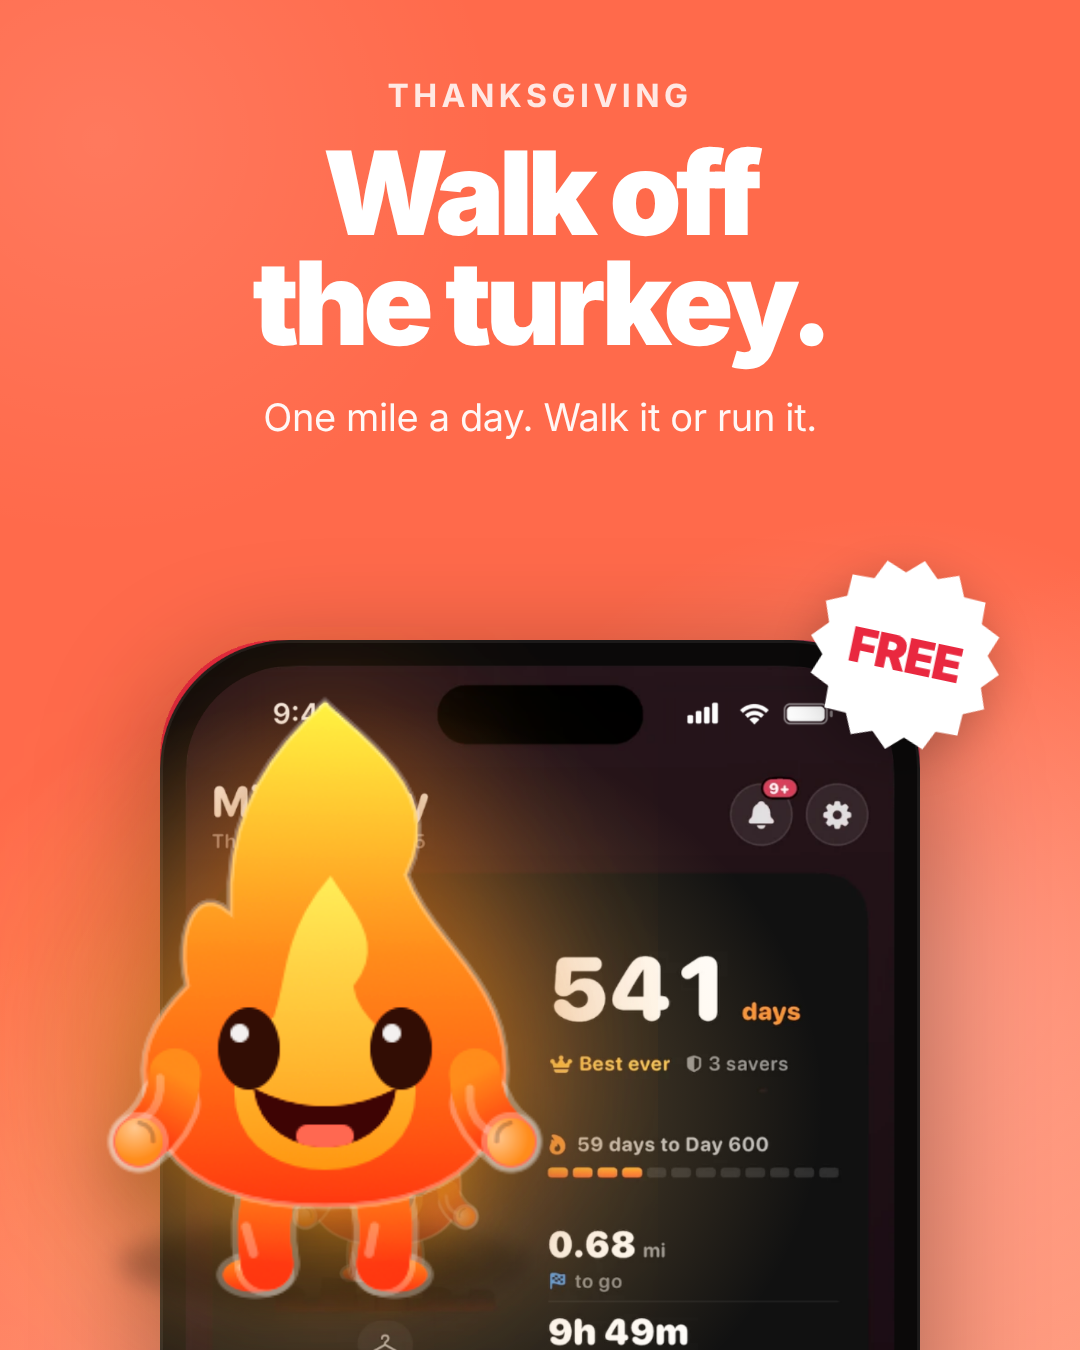 THANKSGIVING
Walk off
the turkey.
One mile a day. Walk it or run it.
FREE
9+
541 days
Best ever 3 savers
59 days to Day 600
0.68 mi
to go
9h 49m